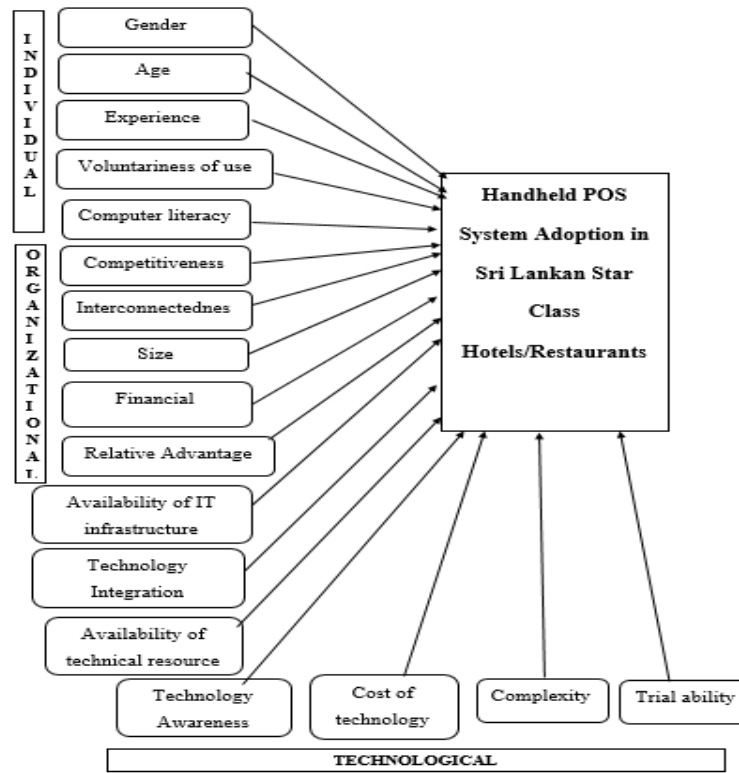 INDIVIDUAL
Gender
Age
Experience
Voluntariness of use
Computer literacy
ORGANIZATIONAL
Competitiveness
Interconnectednes
Size
Financial
Relative Advantage
Availability of IT
infrastructure
Technology
Integration
Availability of
technical resource
Technology
Awareness
Cost of
technology
Complexity
Trial ability
TECHNOLOGICAL
Handheld POS
System Adoption in
Sri Lankan Star
Class
Hotels/Restaurants